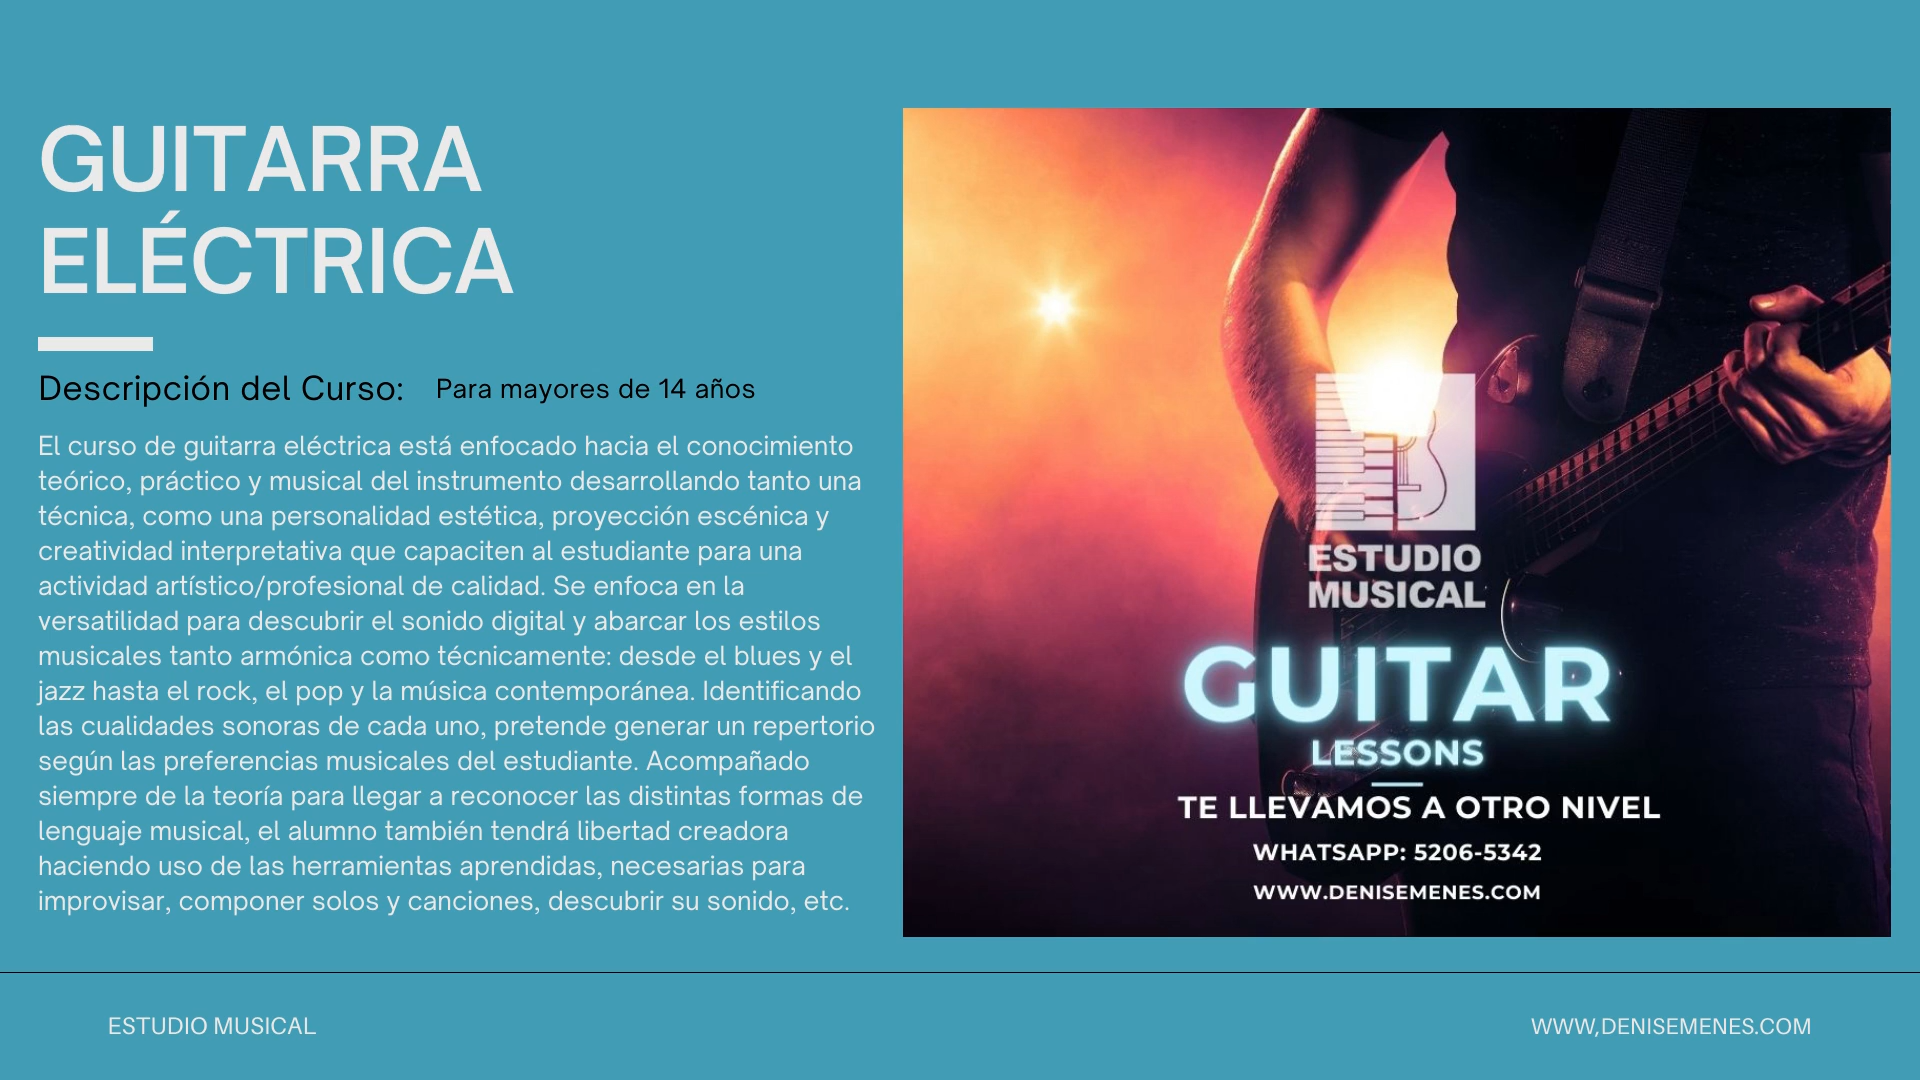 GUITARRA
ELÉCTRICA
Descripción del Curso: Para mayores de 14 años
El curso de guitarra eléctrica está enfocado hacia el conocimiento
teórico, práctico y musical del instrumento desarrollando tanto una
técnica, como una personalidad estética, proyección escénica y
creatividad interpretativa que capaciten al estudiante para una
actividad artístico/profesional de calidad. Se enfoca en la
versatilidad para descubrir el sonido digital y abarcar los estilos
musicales tanto armónica como técnicamente: desde el blues y el
jazz hasta el rock, el pop y la música contemporánea. Identificando
las cualidades sonoras de cada uno, pretende generar un repertorio
según las preferencias musicales del estudiante. Acompañado
siempre de la teoría para llegar a reconocer las distintas formas de
lenguaje musical, el alumno también tendrá libertad creadora
haciendo uso de las herramientas aprendidas, necesarias para
improvisar, componer solos y canciones, descubrir su sonido, etc.
ESTUDIO
MUSICAL
GUITAR
LESSONS
TE LLEVAMOS A OTRO NIVEL
WHATSAPP: 5206-5342
WWW.DENISEMENES.COM
ESTUDIO MUSICAL
WWW,DENISEMENES.COM